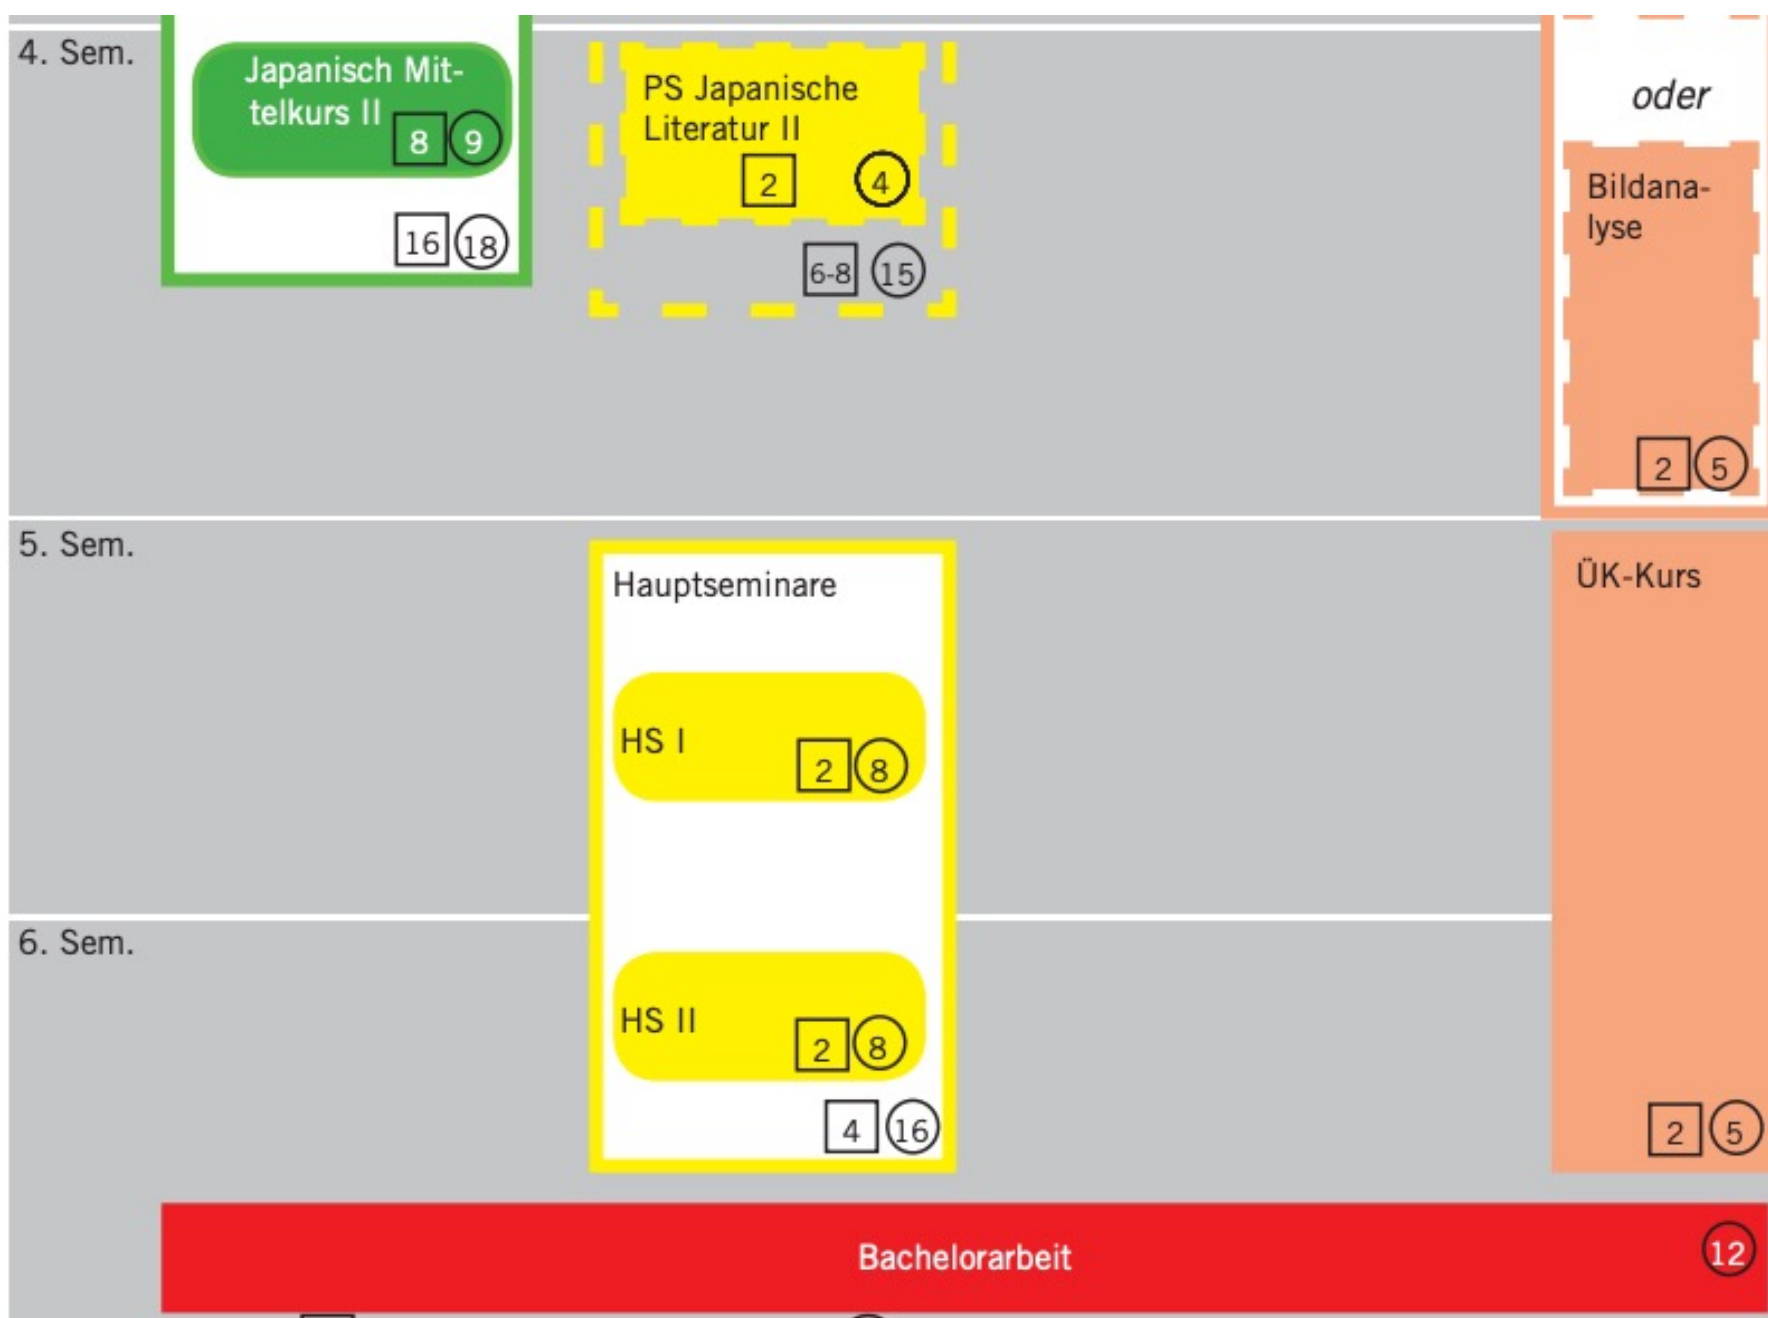 4. Sem.
Japanisch Mit-
telkurs II
8 9
16 18
PS Japanische
Literatur II
2 4
6-8 15
oder
Bildana-
lyse
2 5
5. Sem.
Hauptseminare
HS I
2 8
ÜK-Kurs
6. Sem.
HS II
2 8
4 16
2 5
Bachelorarbeit
12